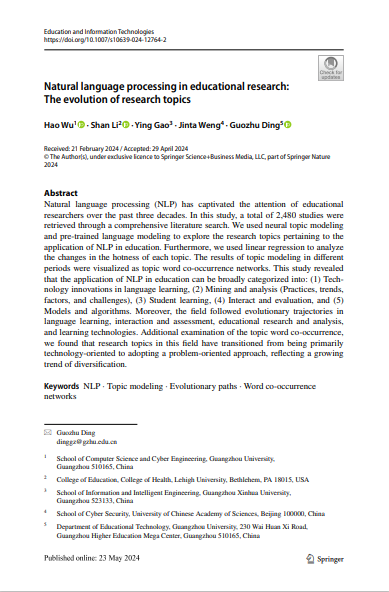 Education and Information Technologies
https://doi.org/10.1007/s10639-024-12764-2
Check for
updates
Natural language processing in educational research:
The evolution of research topics
Hao Wu1 · Shan Li2 · Ying Gao3 · Jinta Weng4 · Guozhu Ding5
Received: 21 February 2024 / Accepted: 29 April 2024
© The Author(s), under exclusive licence to Springer Science+Business Media, LLC, part of Springer Nature
2024
Abstract
Natural language processing (NLP) has captivated the attention of educational
researchers over the past three decades. In this study, a total of 2,480 studies were
retrieved through a comprehensive literature search. We used neural topic modeling
and pre-trained language modeling to explore the research topics pertaining to the
application of NLP in education. Furthermore, we used linear regression to analyze
the changes in the hotness of each topic. The results of topic modeling in different
periods were visualized as topic word co-occurrence networks. This study revealed
that the application of NLP in education can be broadly categorized into: (1) Tech-
nology innovations in language learning, (2) Mining and analysis (Practices, trends,
factors, and challenges), (3) Student learning, (4) Interact and evaluation, and (5)
Models and algorithms. Moreover, the field followed evolutionary trajectories in
language learning, interaction and assessment, educational research and analysis,
and learning technologies. Additional examination of the topic word co-occurrence,
we found that research topics in this field have transitioned from being primarily
technology-oriented to adopting a problem-oriented approach, reflecting a growing
trend of diversification.
Keywords NLP · Topic modeling · Evolutionary paths · Word co-occurrence
networks
Guozhu Ding
dinggz@gzhu.edu.cn
1 School of Computer Science and Cyber Engineering, Guangzhou University,
Guangzhou 510165, China
2 College of Education, College of Health, Lehigh University, Bethlehem, PA 18015, USA
3 School of Information and Intelligent Engineering, Guangzhou Xinhua University,
Guangzhou 523133, China
4 School of Cyber Security, University of Chinese Academy of Sciences, Beijing 100000, China
5 Department of Educational Technology, Guangzhou University, 230 Wai Huan Xi Road,
Guangzhou Higher Education Mega Center, Guangzhou 510165, China
Published online: 23 May 2024
Springer